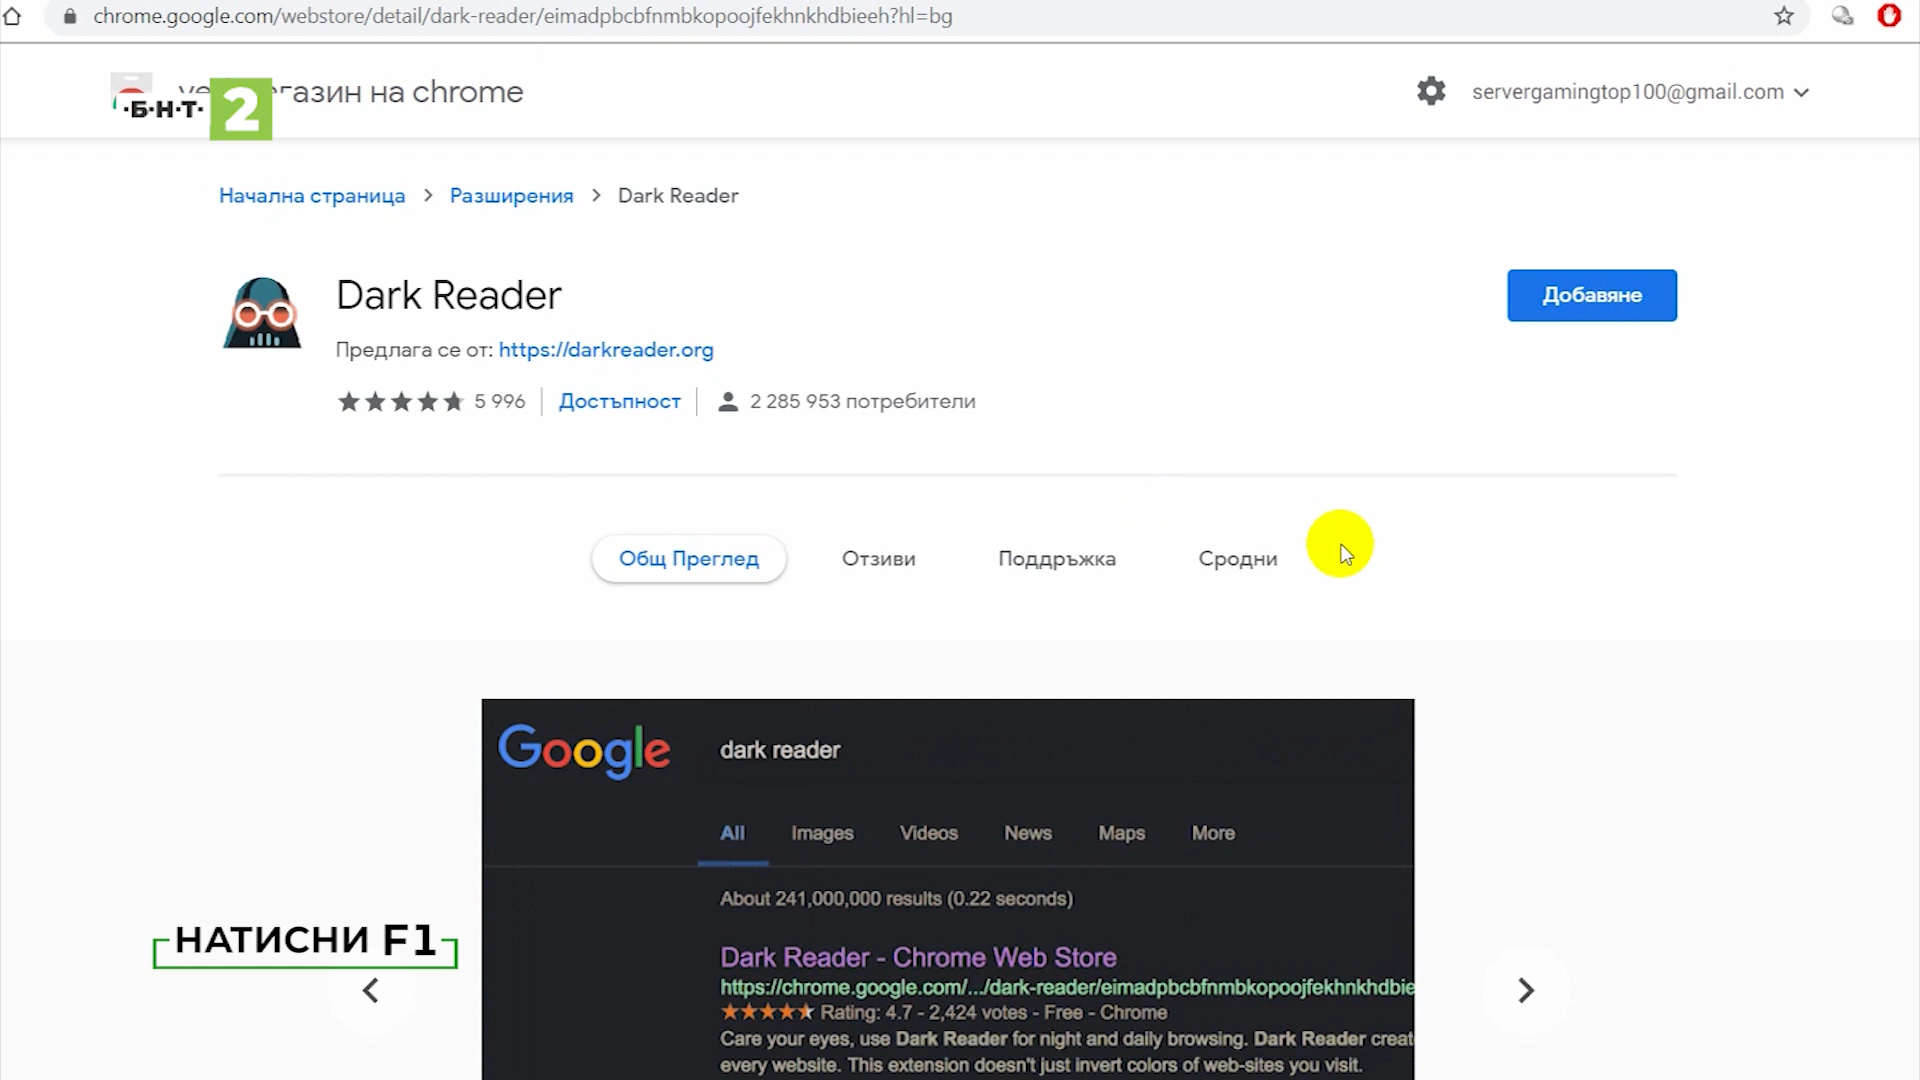 chrome.google.com/webstore/detail/dark-reader/eimadpbcbfnmbkopoojfekhnkhdbieeh?hl=bg
·Б·Н·Т· 2
на chrome
servergamingtop100@gmail.com
Начална страница > Разширения > Dark Reader
Dark Reader
Добавяне
Предлага се от: https://darkreader.org
5 996
Достъпност
2 285 953 потребители
Общ Преглед
Отзиви
Поддръжка
Сродни
Google
dark reader
All Images Videos News Maps More
About 241,000,000 results (0.22 seconds)
НАТИСНИ F1
Dark Reader - Chrome Web Store
https://chrome.google.com/.../dark-reader/eimadpbcbfnmbkopoojfekhnkhdbie
Rating: 4.7 - 2,424 votes - Free - Chrome
Care your eyes, use Dark Reader for night and daily browsing. Dark Reader creat
every website. This extension doesn't just invert colors of web-sites you visit.